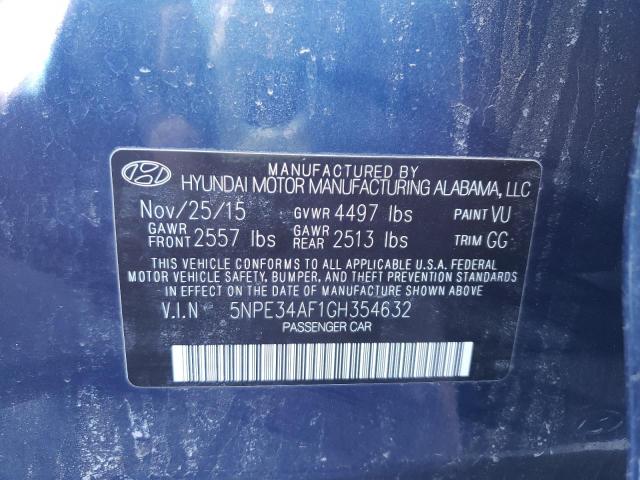 MANUFACTURED BY
HYUNDAI MOTOR MANUFACTURING ALABAMA, LLC
Nov/25/15 GVWR 4497 lbs PAINT VU
GAWR FRONT 2557 lbs GAWR REAR 2513 lbs TRIM GG
THIS VEHICLE CONFORMS TO ALL APPLICABLE U.S.A. FEDERAL
MOTOR VEHICLE SAFETY, BUMPER, AND THEFT PREVENTION STANDARDS
IN EFFECT ON THE DATE OF MANUFACTURE SHOWN ABOVE.
V.I.N 5NPE34AF1GH354632
PASSENGER CAR